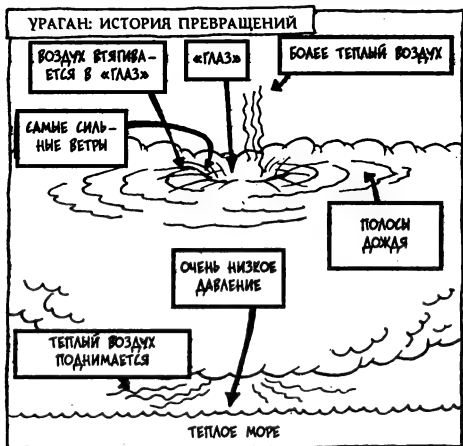 УРАГАН: ИСТОРИЯ ПРЕВРАЩЕНИЙ
ВОЗДУХ ВТЯГИВА-
ЕТСЯ В «ГЛАЗ»
«ГЛАЗ»
БОЛЕЕ ТЕПЛЫЙ ВОЗДУХ
САМЫЕ СИЛЬ-
НЫЕ ВЕТРЫ
ПОЛОСЫ
ДОЖДЯ
ОЧЕНЬ НИЗКОЕ
ДАВЛЕНИЕ
ТЕПЛЫЙ ВОЗДУХ
ПОДНИМАЕТСЯ
ТЕПЛОЕ МОРЕ